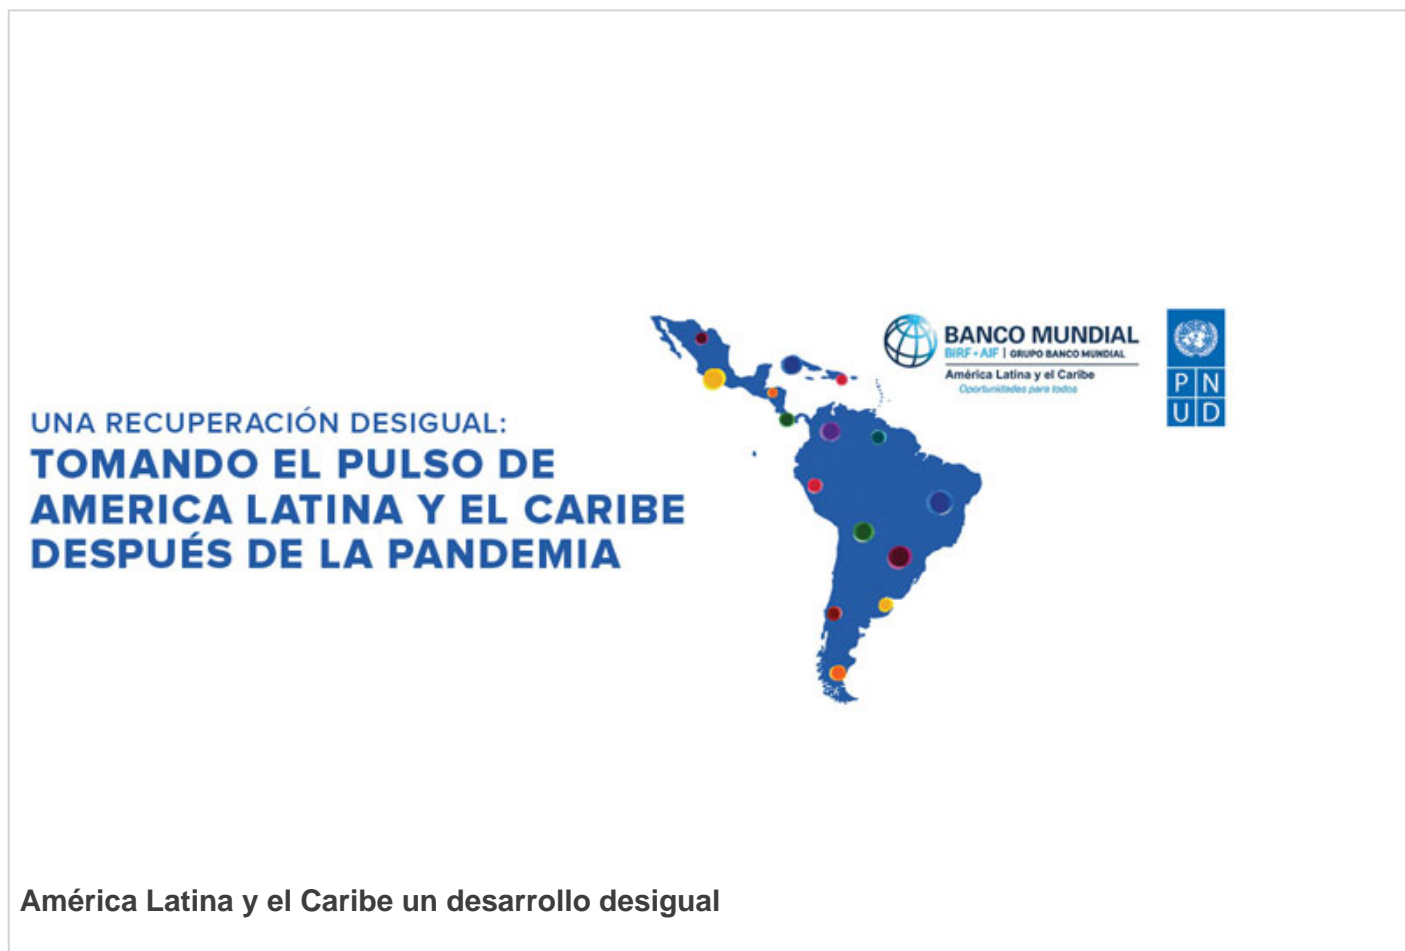 BANCO MUNDIAL
BIRF • AIF | GRUPO BANCO MUNDIAL
América Latina y el Caribe
Oportunidades para todos
P N
U D
UNA RECUPERACIÓN DESIGUAL:
TOMANDO EL PULSO DE
AMERICA LATINA Y EL CARIBE
DESPUÉS DE LA PANDEMIA
América Latina y el Caribe un desarrollo desigual